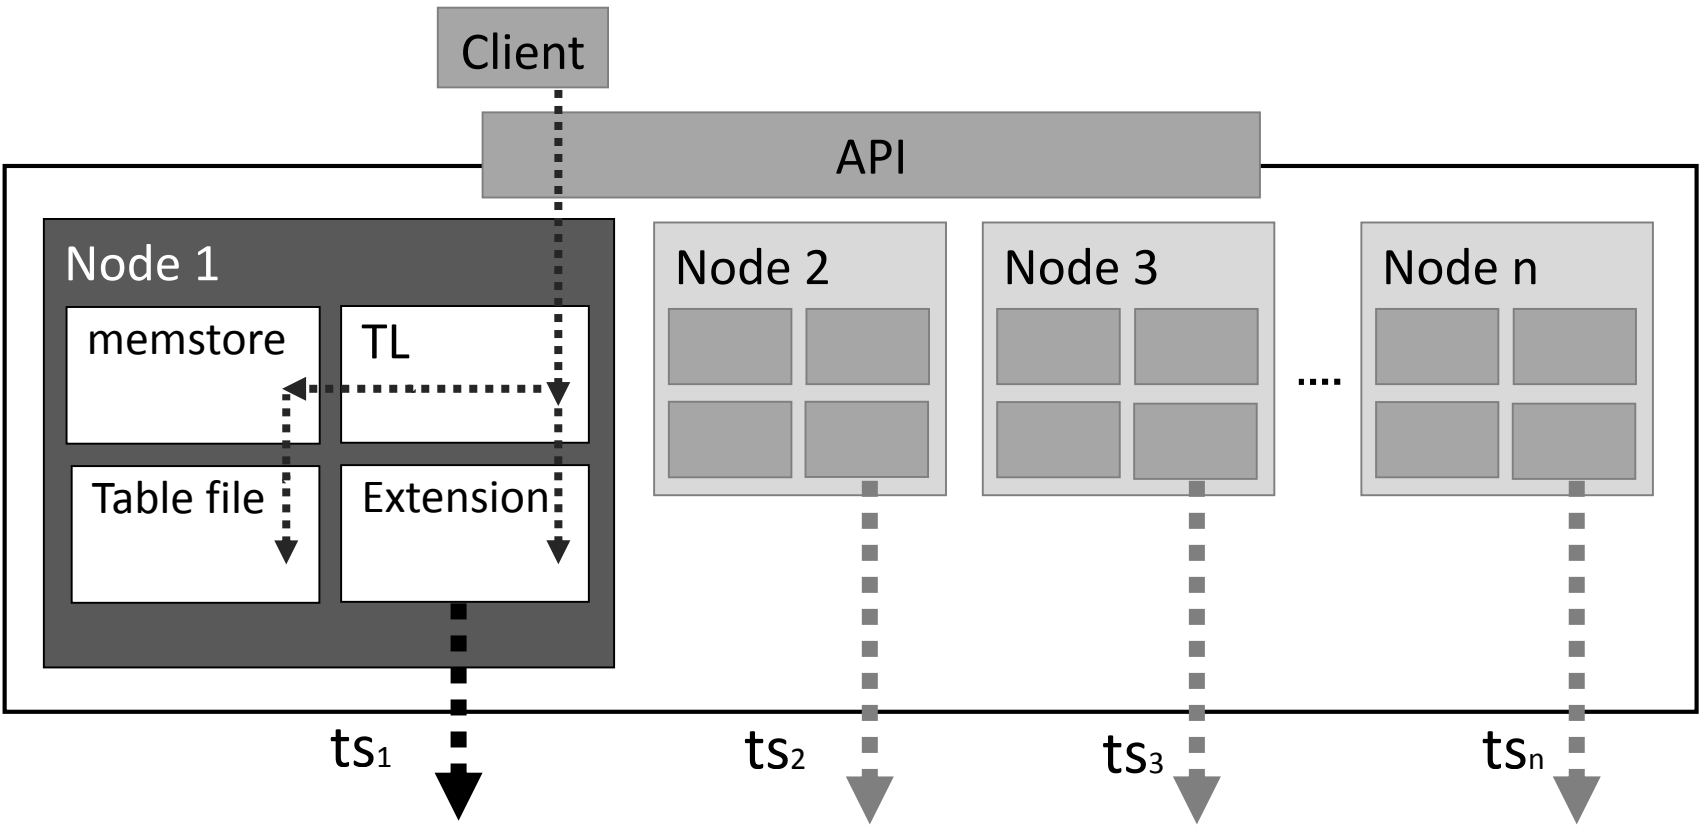 Client
API
Node 1
memstore
TL
Table file
Extension
Node 2
Node 3
....
Node n
ts1
ts2
ts3
tsn